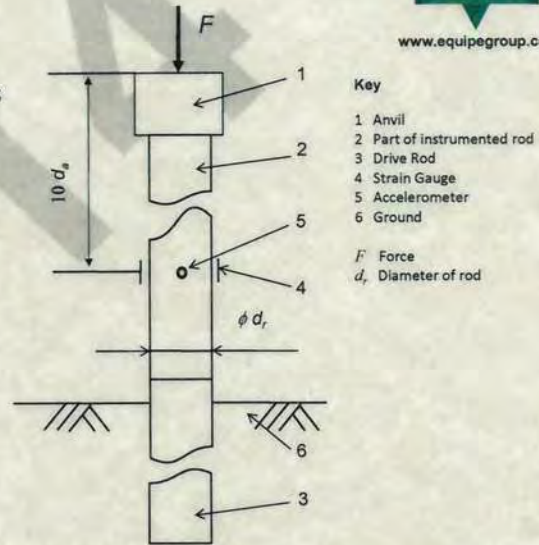 www.equipegroup.c
F
10 d_a
1
2
5
4
φ d_r
6
3
Key
1 Anvil
2 Part of instrumented rod
3 Drive Rod
4 Strain Gauge
5 Accelerometer
6 Ground
F Force
d_r Diameter of rod